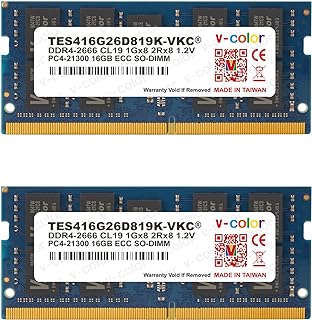 TES416G26D819K-VKC®
DDR4-2666 CL19 1Gx8 2Rx8 1.2V
PC4-21300 16GB ECC SO-DIMM
Warranty Void If Removed
v-color
MADE IN TAIWAN
v-color
TES416G26D819K-VKC®
DDR4-2666 CL19 1Gx8 2Rx8 1.2V
PC4-21300 16GB ECC SO-DIMM
Warranty Void If Removed
v-color
MADE IN TAIWAN
v-color